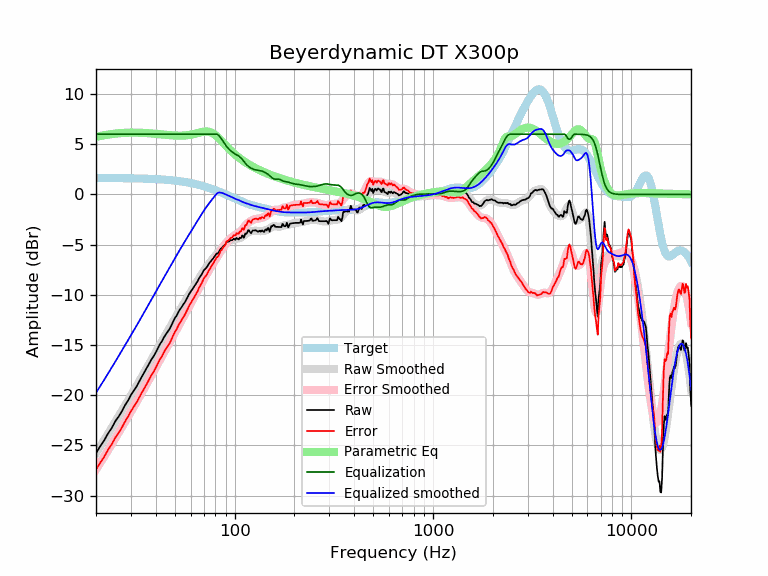 Beyerdynamic DT X300p
Amplitude (dBr)
10
5
0
−5
−10
−15
−20
−25
−30
Target
Raw Smoothed
Error Smoothed
Raw
Error
Parametric Eq
Equalization
Equalized smoothed
100
1000
10000
Frequency (Hz)